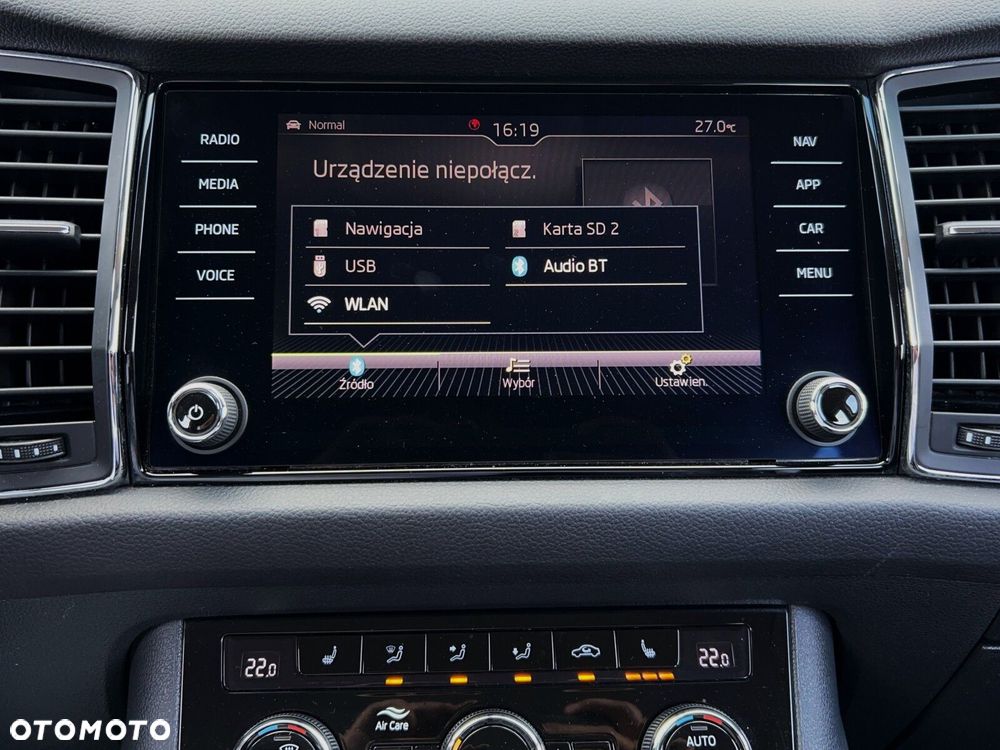 Normal 16:19 27.0°C
RADIO
MEDIA
PHONE
VOICE
Urządzenie niepołącz.
Nawigacja Karta SD 2
USB Audio BT
WLAN
Źródło Wybór Ustawien.
NAV
APP
CAR
MENU
22.0 22.0
Air Care
AUTO
OTOMOTO